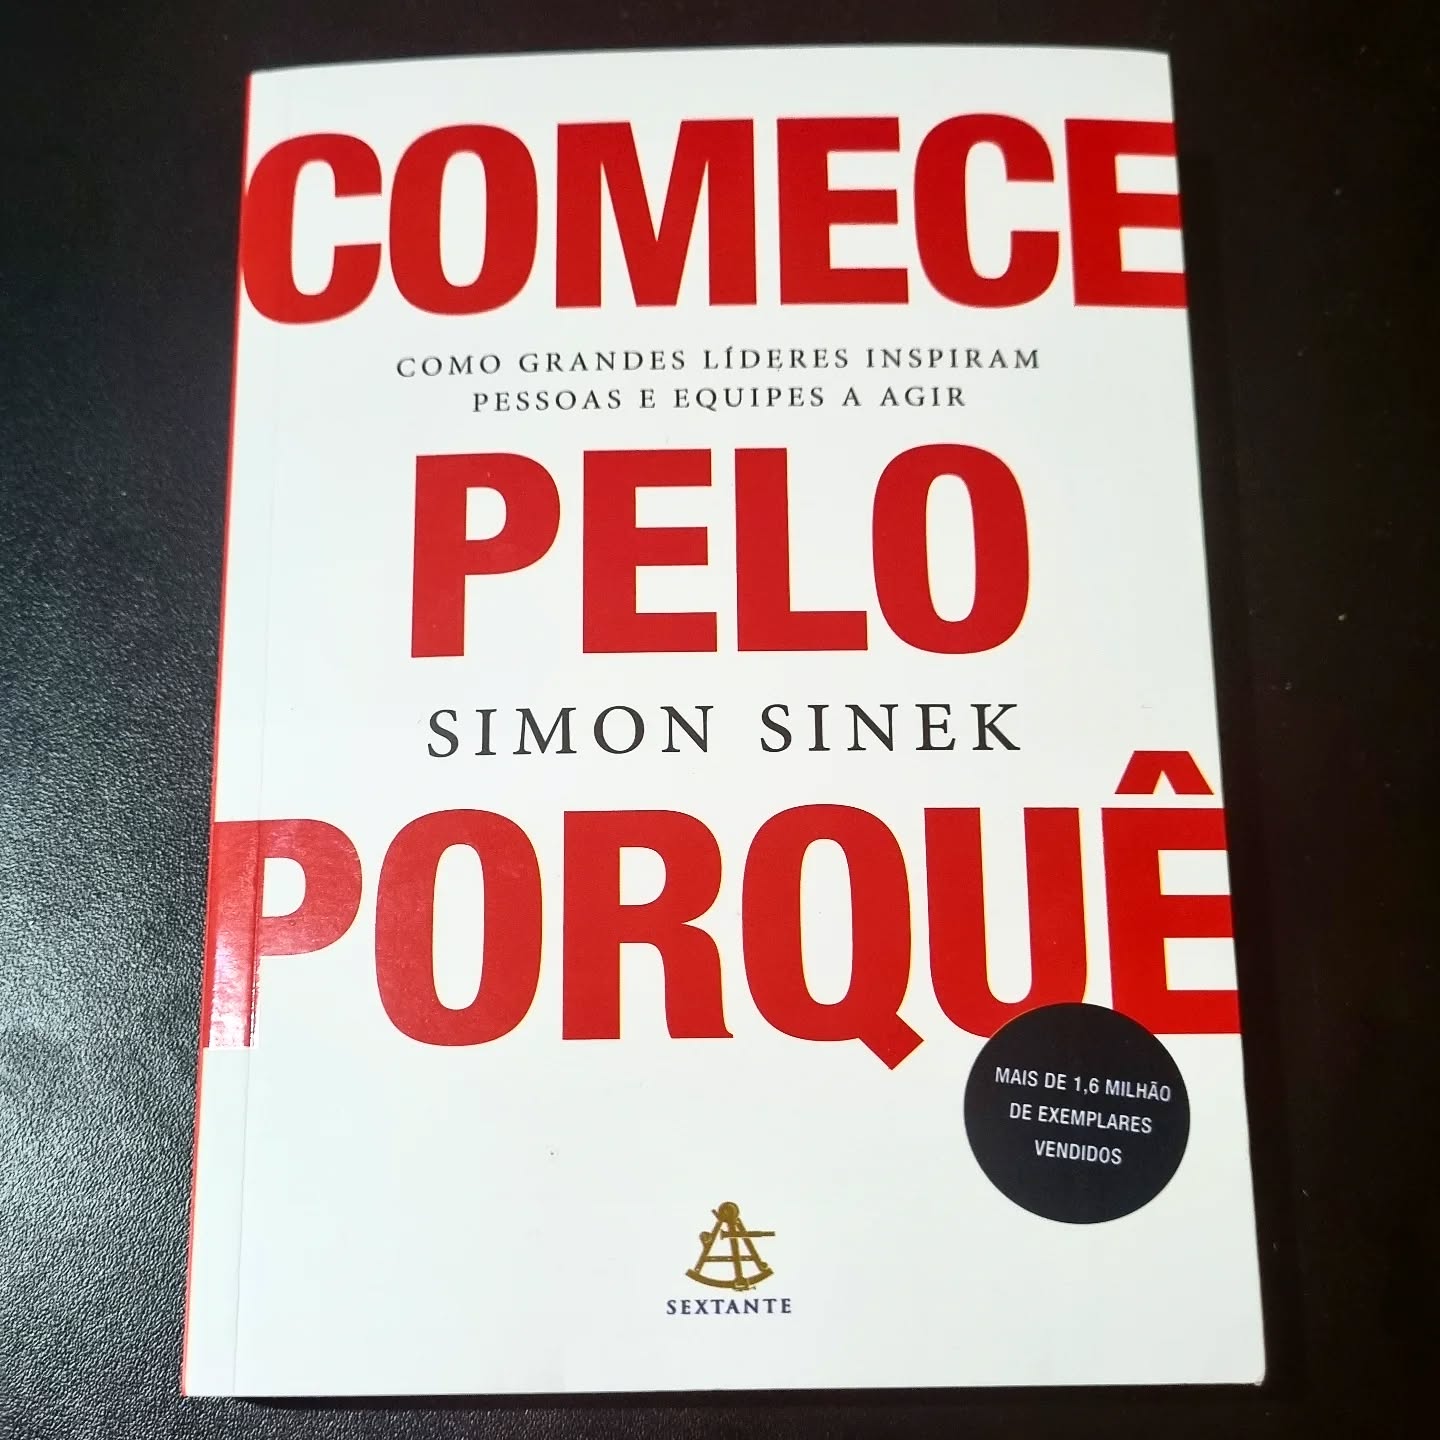 COMECE
COMO GRANDES LÍDERES INSPIRAM
PESSOAS E EQUIPES A AGIR
PELO
SIMON SINEK
PORQUÊ
MAIS DE 1,6 MILHÃO
DE EXEMPLARES
VENDIDOS
SEXTANTE